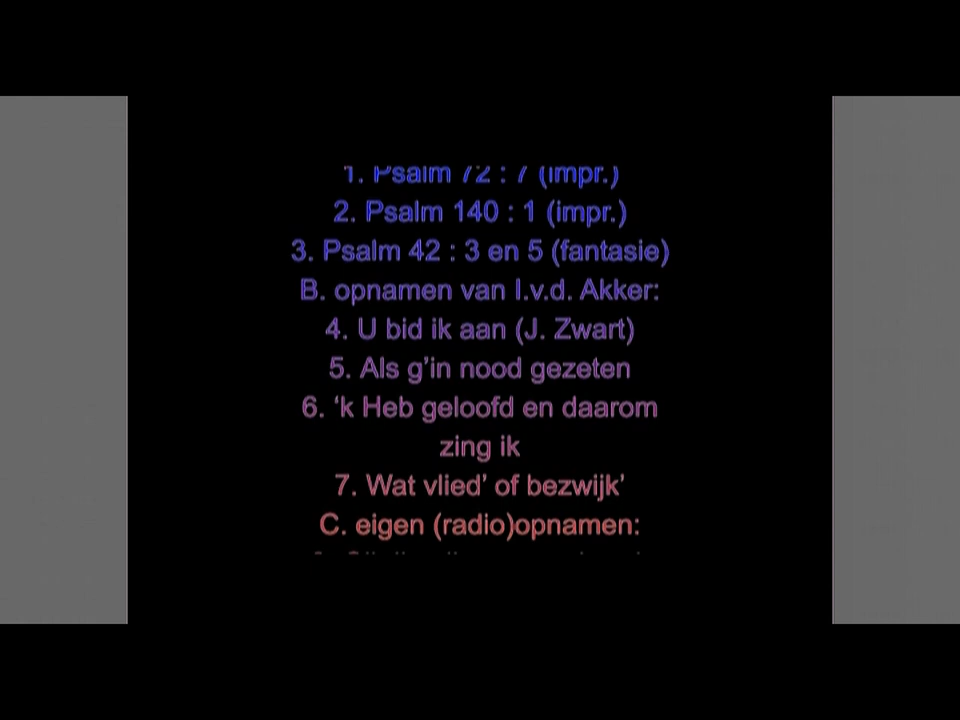 1. Psalm 72 : 7 (impr.)
2. Psalm 140 : 1 (impr.)
3. Psalm 42 : 3 en 5 (fantasie)
B. opnamen van I.v.d. Akker:
4. U bid ik aan (J. Zwart)
5. Als g’in nood gezeten
6. ‘k Heb geloofd en daarom
zing ik
7. Wat vlied’ of bezwijk’
C. eigen (radio)opnamen: